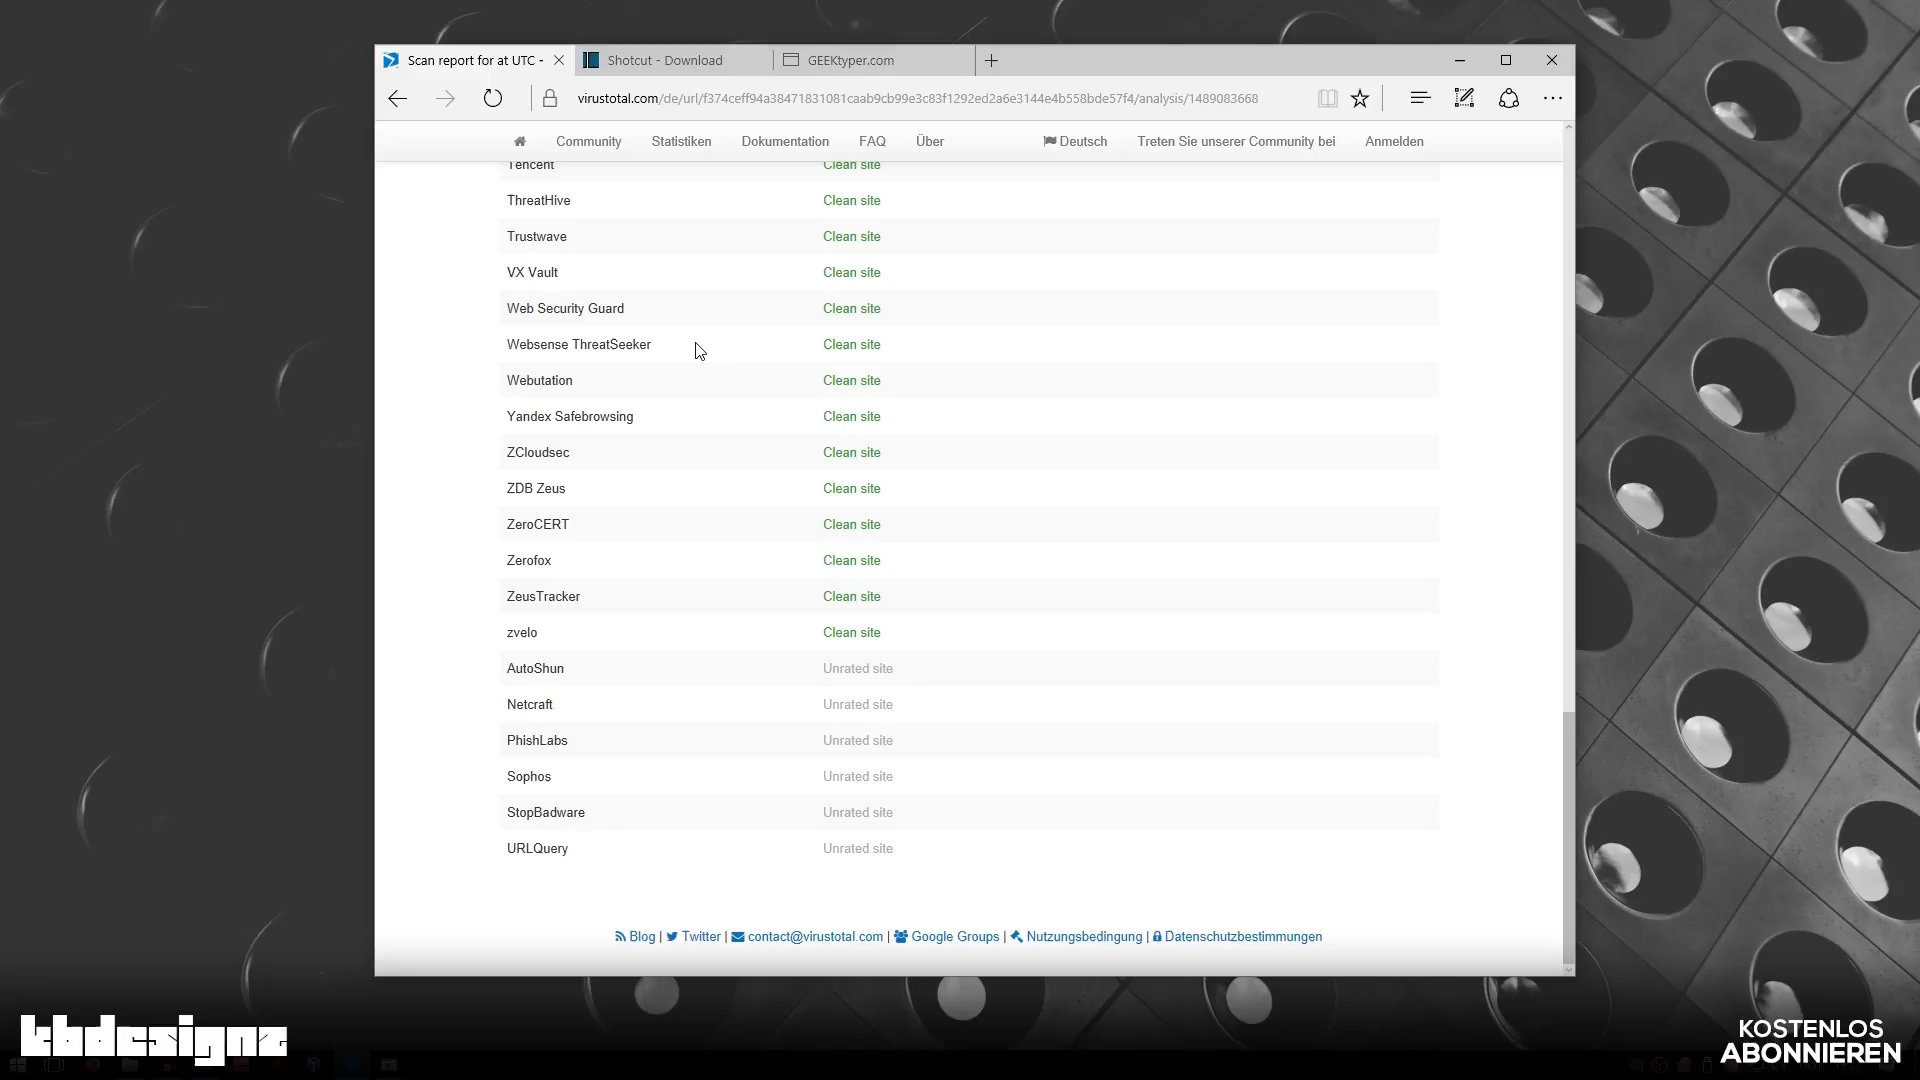 Scan report for at UTC -
Shotcut - Download
GEEKtyper.com
virustotal.com/de/url/f374ceff94a38471831081caab9cb99e3c83f1292ed2a6e3144e4b558bde57f4/analysis/1489083668
Community Statistiken Dokumentation FAQ Über Deutsch Treten Sie unserer Community bei Anmelden
Tencent Clean site
ThreatHive Clean site
Trustwave Clean site
VX Vault Clean site
Web Security Guard Clean site
Websense ThreatSeeker Clean site
Webutation Clean site
Yandex Safebrowsing Clean site
ZCloudsec Clean site
ZDB Zeus Clean site
ZeroCERT Clean site
Zerofox Clean site
ZeusTracker Clean site
zvelo Clean site
AutoShun Unrated site
Netcraft Unrated site
PhishLabs Unrated site
Sophos Unrated site
StopBadware Unrated site
URLQuery Unrated site
Blog | Twitter | contact@virustotal.com | Google Groups | Nutzungsbedingung | Datenschutzbestimmungen
kbdesignz
KOSTENLOS
ABONNIEREN